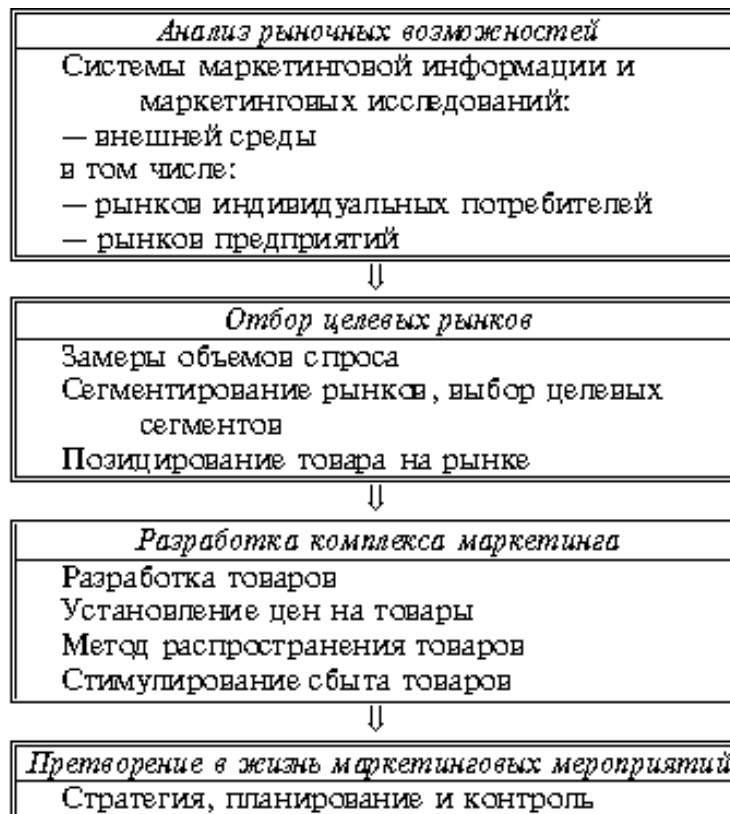 Анализ рыночных возможностей
Системы маркетинговой информации и
маркетинговых исследований:
— внешней среды
в том числе:
— рынков индивидуальных потребителей
— рынков предприятий
⇓
Отбор целевых рынков
Замеры объемов спроса
Сегментирование рынков, выбор целевых
сегментов
Позицирование товара на рынке
⇓
Разработка комплекса маркетинга
Разработка товаров
Установление цен на товары
Метод распространения товаров
Стимулирование сбыта товаров
⇓
Претворение в жизнь маркетинговых мероприятий
Стратегия, планирование и контроль